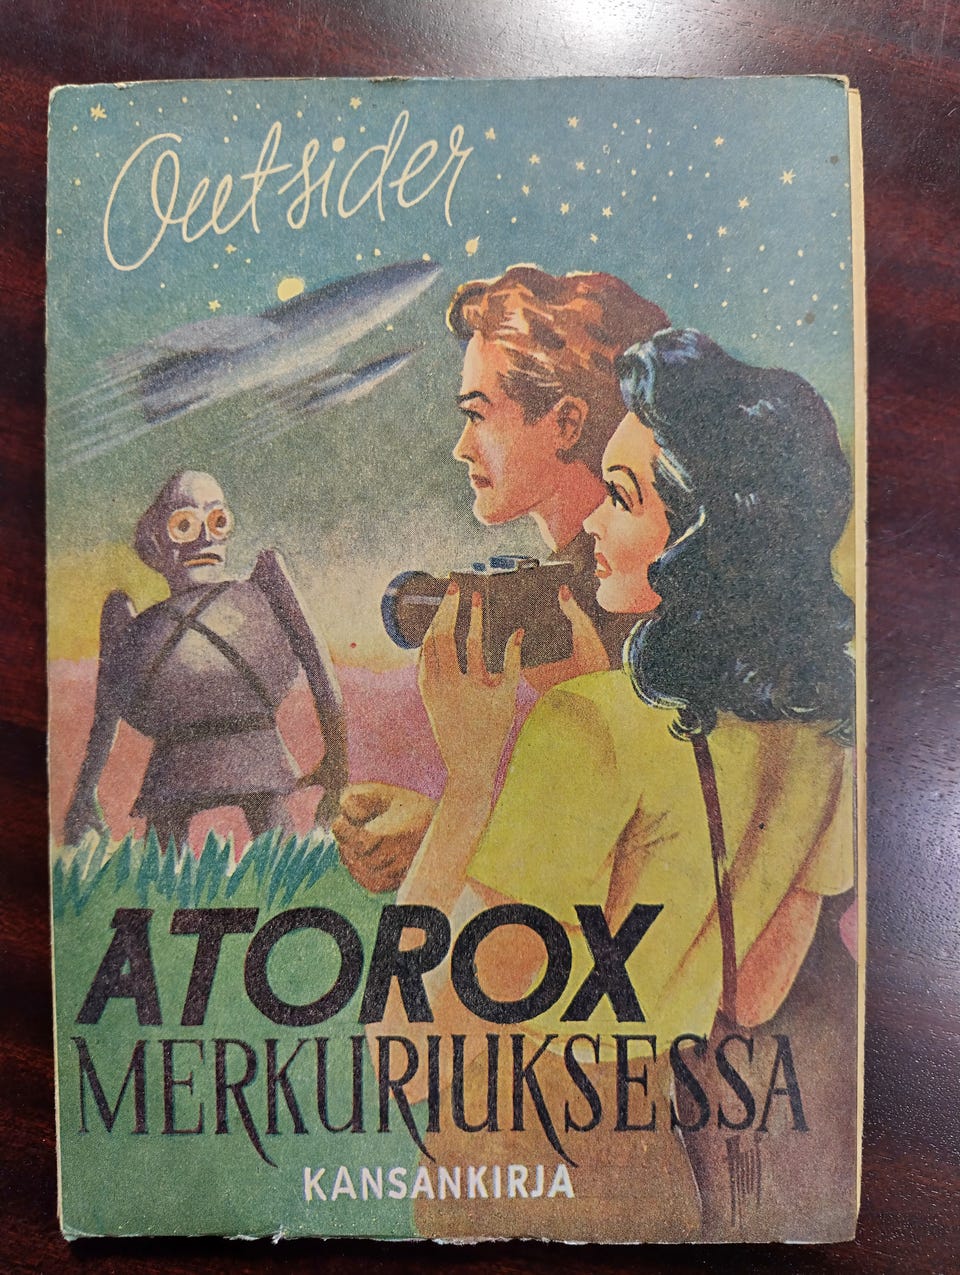 Outsider
ATOROX
MERKURIUKSESSA
KANSANKIRJA